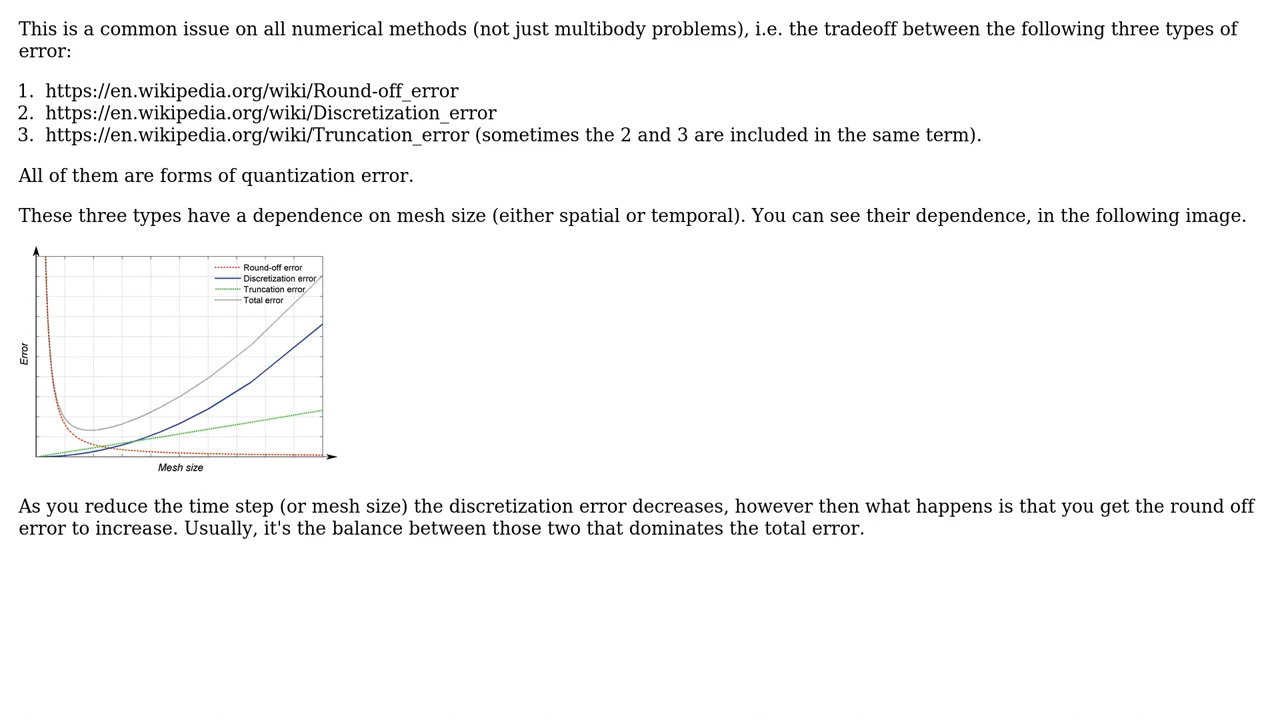 This is a common issue on all numerical methods (not just multibody problems), i.e. the tradeoff between the following three types of
error:
1. https://en.wikipedia.org/wiki/Round-off_error
2. https://en.wikipedia.org/wiki/Discretization_error
3. https://en.wikipedia.org/wiki/Truncation_error (sometimes the 2 and 3 are included in the same term).
All of them are forms of quantization error.
These three types have a dependence on mesh size (either spatial or temporal). You can see their dependence, in the following image.
Round-off error
Discretization error
Truncation error
Total error
Error
Mesh size
As you reduce the time step (or mesh size) the discretization error decreases, however then what happens is that you get the round off
error to increase. Usually, it's the balance between those two that dominates the total error.